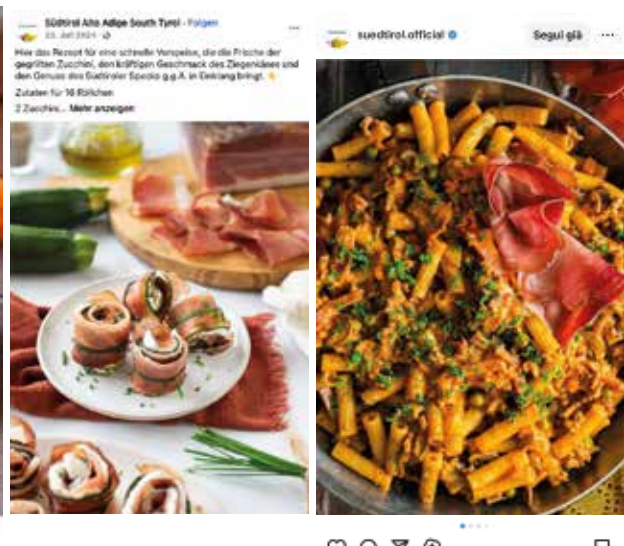 Südtirol Alto Adige South Tyrol · Folgen
23. Juli 2024 ·
Hier das Rezept für eine schnelle Vorspeise, die die Frische der
gegrillten Zucchini, den kräftigen Geschmack des Ziegenkäses und
den Genuss des Südtiroler Specks g.g.A. in Einklang bringt.
Zutaten für 16 Röllchen
2 Zucchini... Mehr anzeigen
suedtirol.official
Segui già